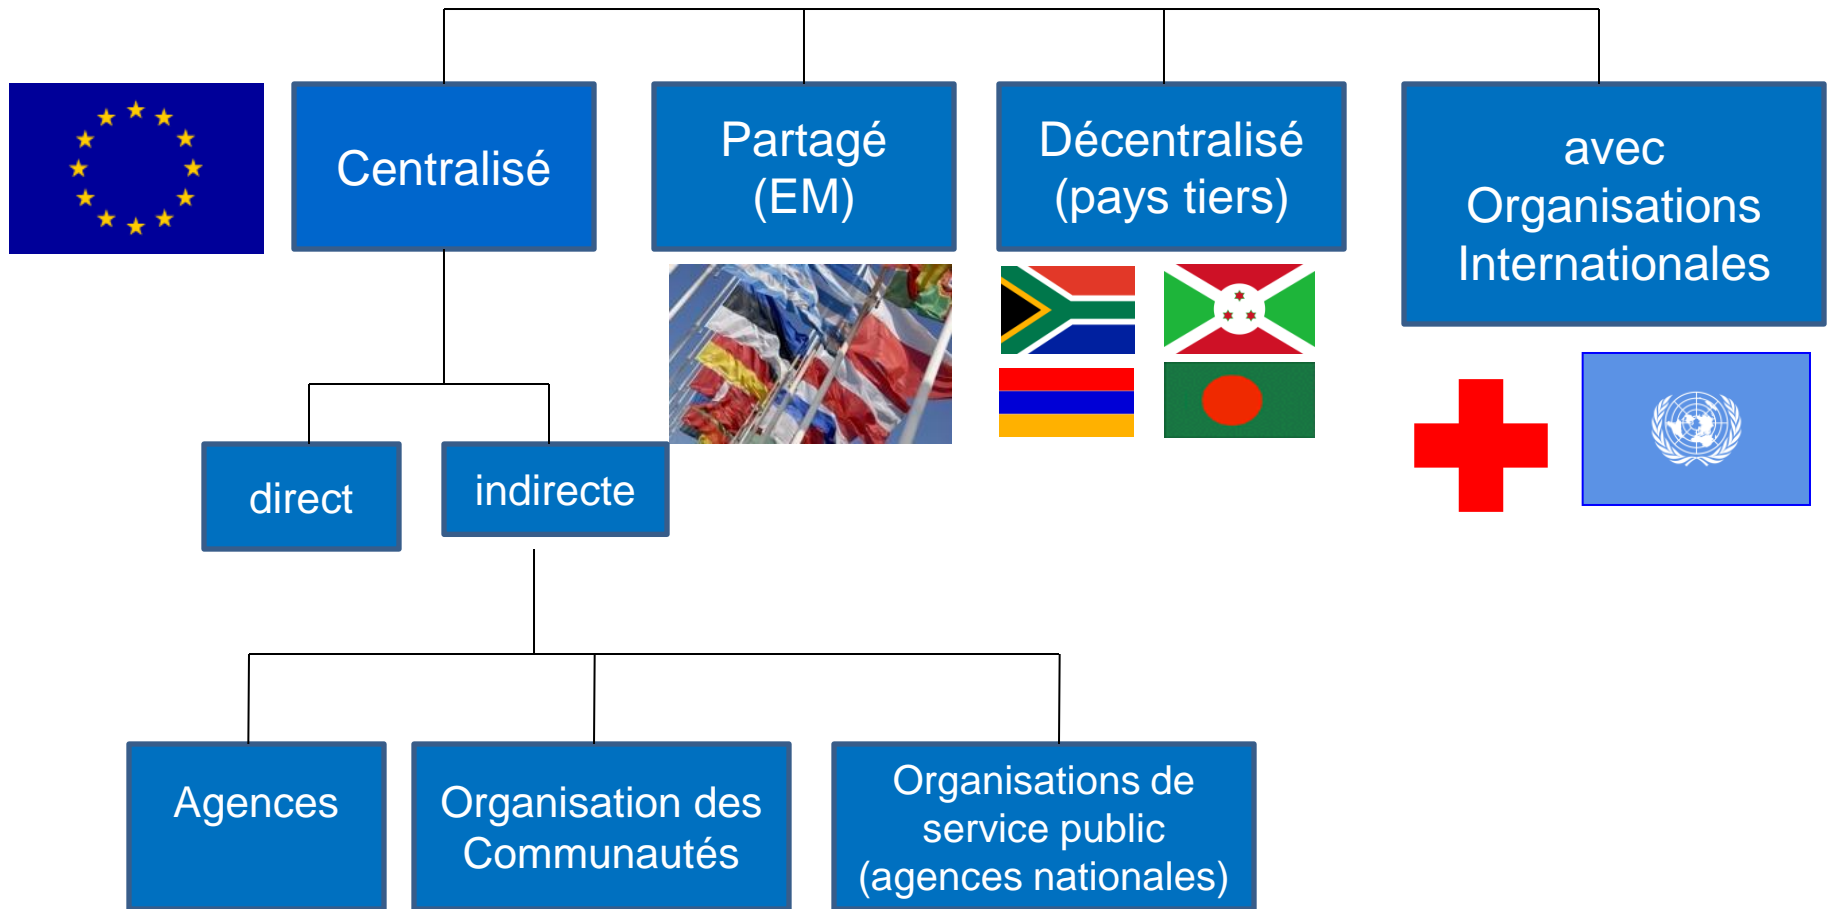 Centralisé
Partagé
(EM)
Décentralisé
(pays tiers)
avec
Organisations
Internationales
direct
indirecte
Agences
Organisation des
Communautés
Organisations de
service public
(agences nationales)